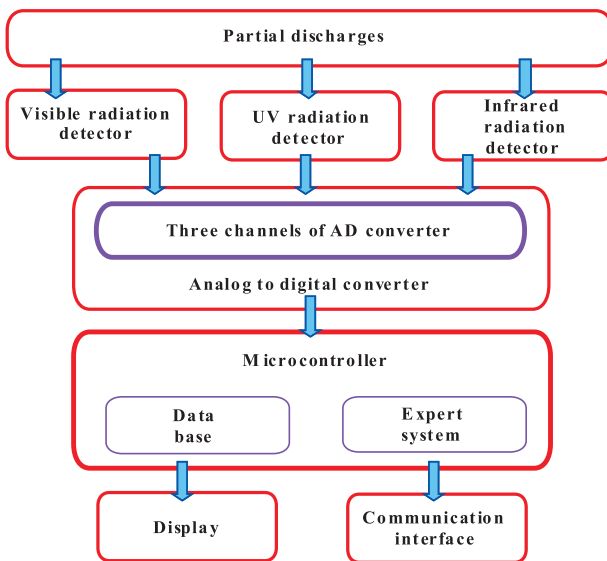 Partial discharges
Visible radiation
detector
UV radiation
detector
Infrared
radiation
detector
Three channels of AD converter
Analog to digital converter
Microcontroller
Data
base
Expert
system
Display
Communication
interface